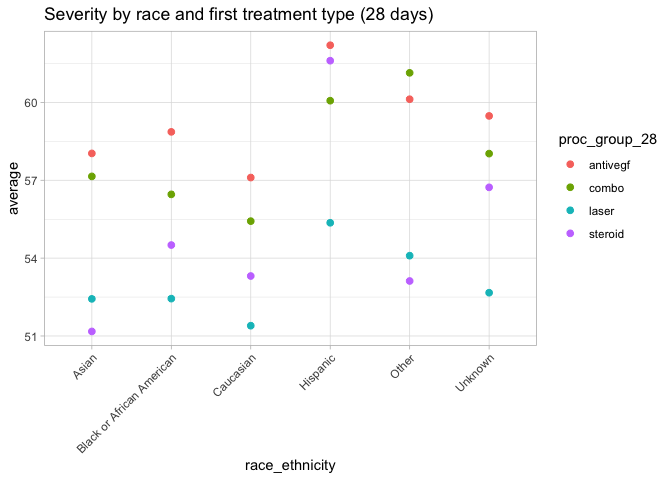 Severity by race and first treatment type (28 days)
average
60
57
54
51
Asian
Black or African American
Caucasian
Hispanic
Other
Unknown
race_ethnicity
proc_group_28
antivegf
combo
laser
steroid